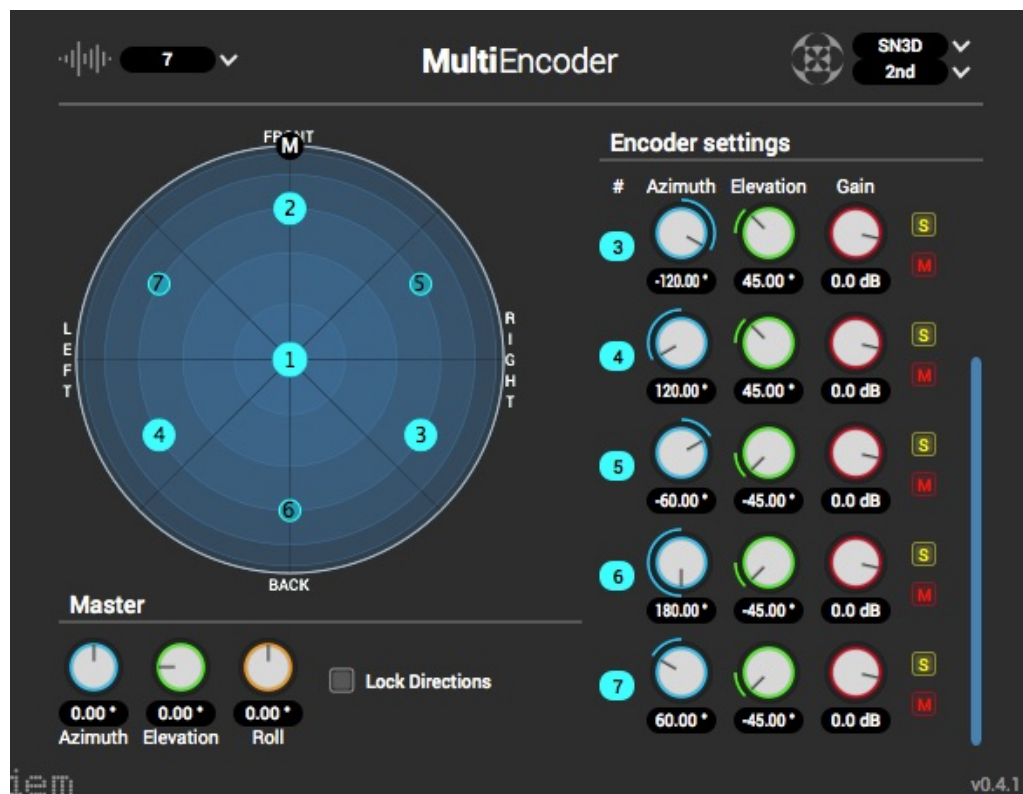 7
MultiEncoder
SN3D
2nd
FRONT
M
2
7
5
LEFT
RIGHT
1
4
3
6
BACK
Encoder settings
# Azimuth Elevation Gain
3 S
M
-120.00° 45.00° 0.0 dB
4 S
M
120.00° 45.00° 0.0 dB
5 S
M
-60.00° -45.00° 0.0 dB
6 S
M
180.00° -45.00° 0.0 dB
7 S
M
60.00° -45.00° 0.0 dB
Master
Lock Directions
0.00° 0.00° 0.00°
Azimuth Elevation Roll
iem
v0.4.1